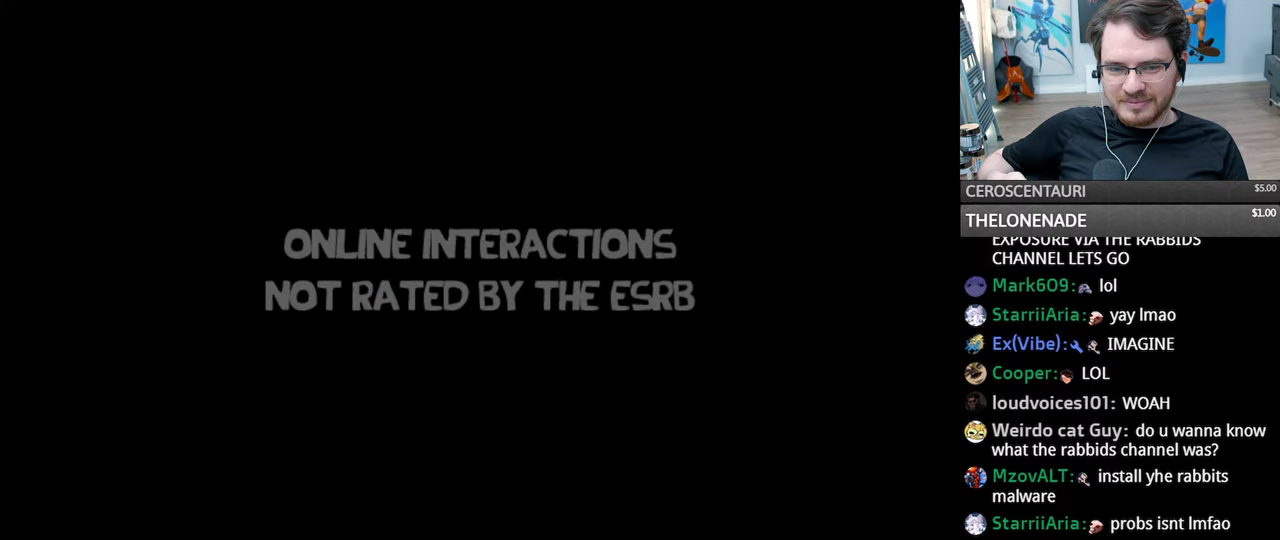 ONLINE INTERACTIONS
NOT RATED BY THE ESRB
CEROSCENTAURI $5.00
THELONENADE $1.00
EXPOSURE VIA THE RABBIDS
CHANNEL LETS GO
Mark609: lol
StarriiAria: yay lmao
Ex(Vibe): IMAGINE
Cooper: LOL
loudvoices101: WOAH
Weirdo cat Guy: do u wanna know
what the rabbids channel was?
MzovALT: install yhe rabbits
malware
StarriiAria: probs isnt lmfao